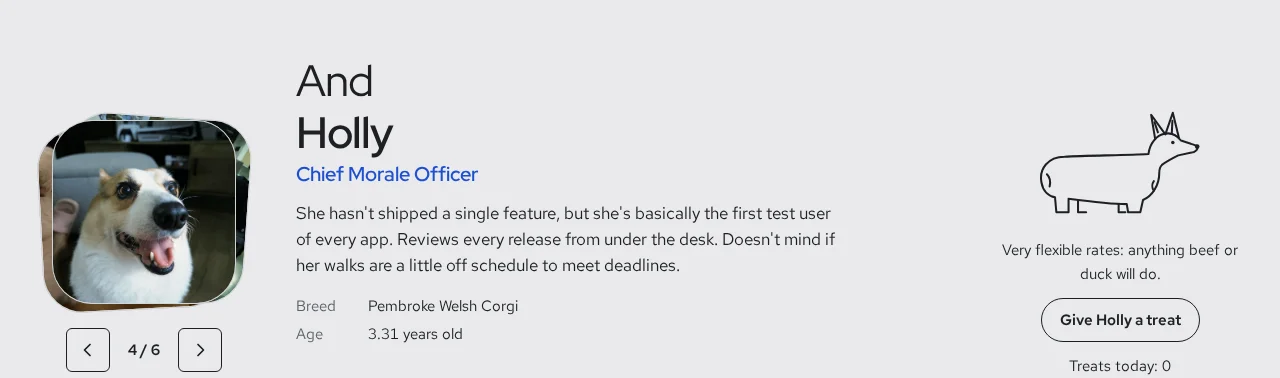 And
Holly
Chief Morale Officer
She hasn't shipped a single feature, but she's basically the first test user
of every app. Reviews every release from under the desk. Doesn't mind if
her walks are a little off schedule to meet deadlines.
Breed Pembroke Welsh Corgi
Age 3.31 years old
4 / 6
Very flexible rates: anything beef or
duck will do.
Give Holly a treat
Treats today: 0